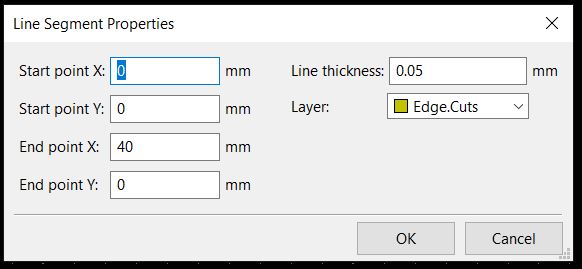 Line Segment Properties
Start point X: 0 mm Line thickness: 0.05 mm
Start point Y: 0 mm Layer: Edge.Cuts
End point X: 40 mm
End point Y: 0 mm
OK Cancel